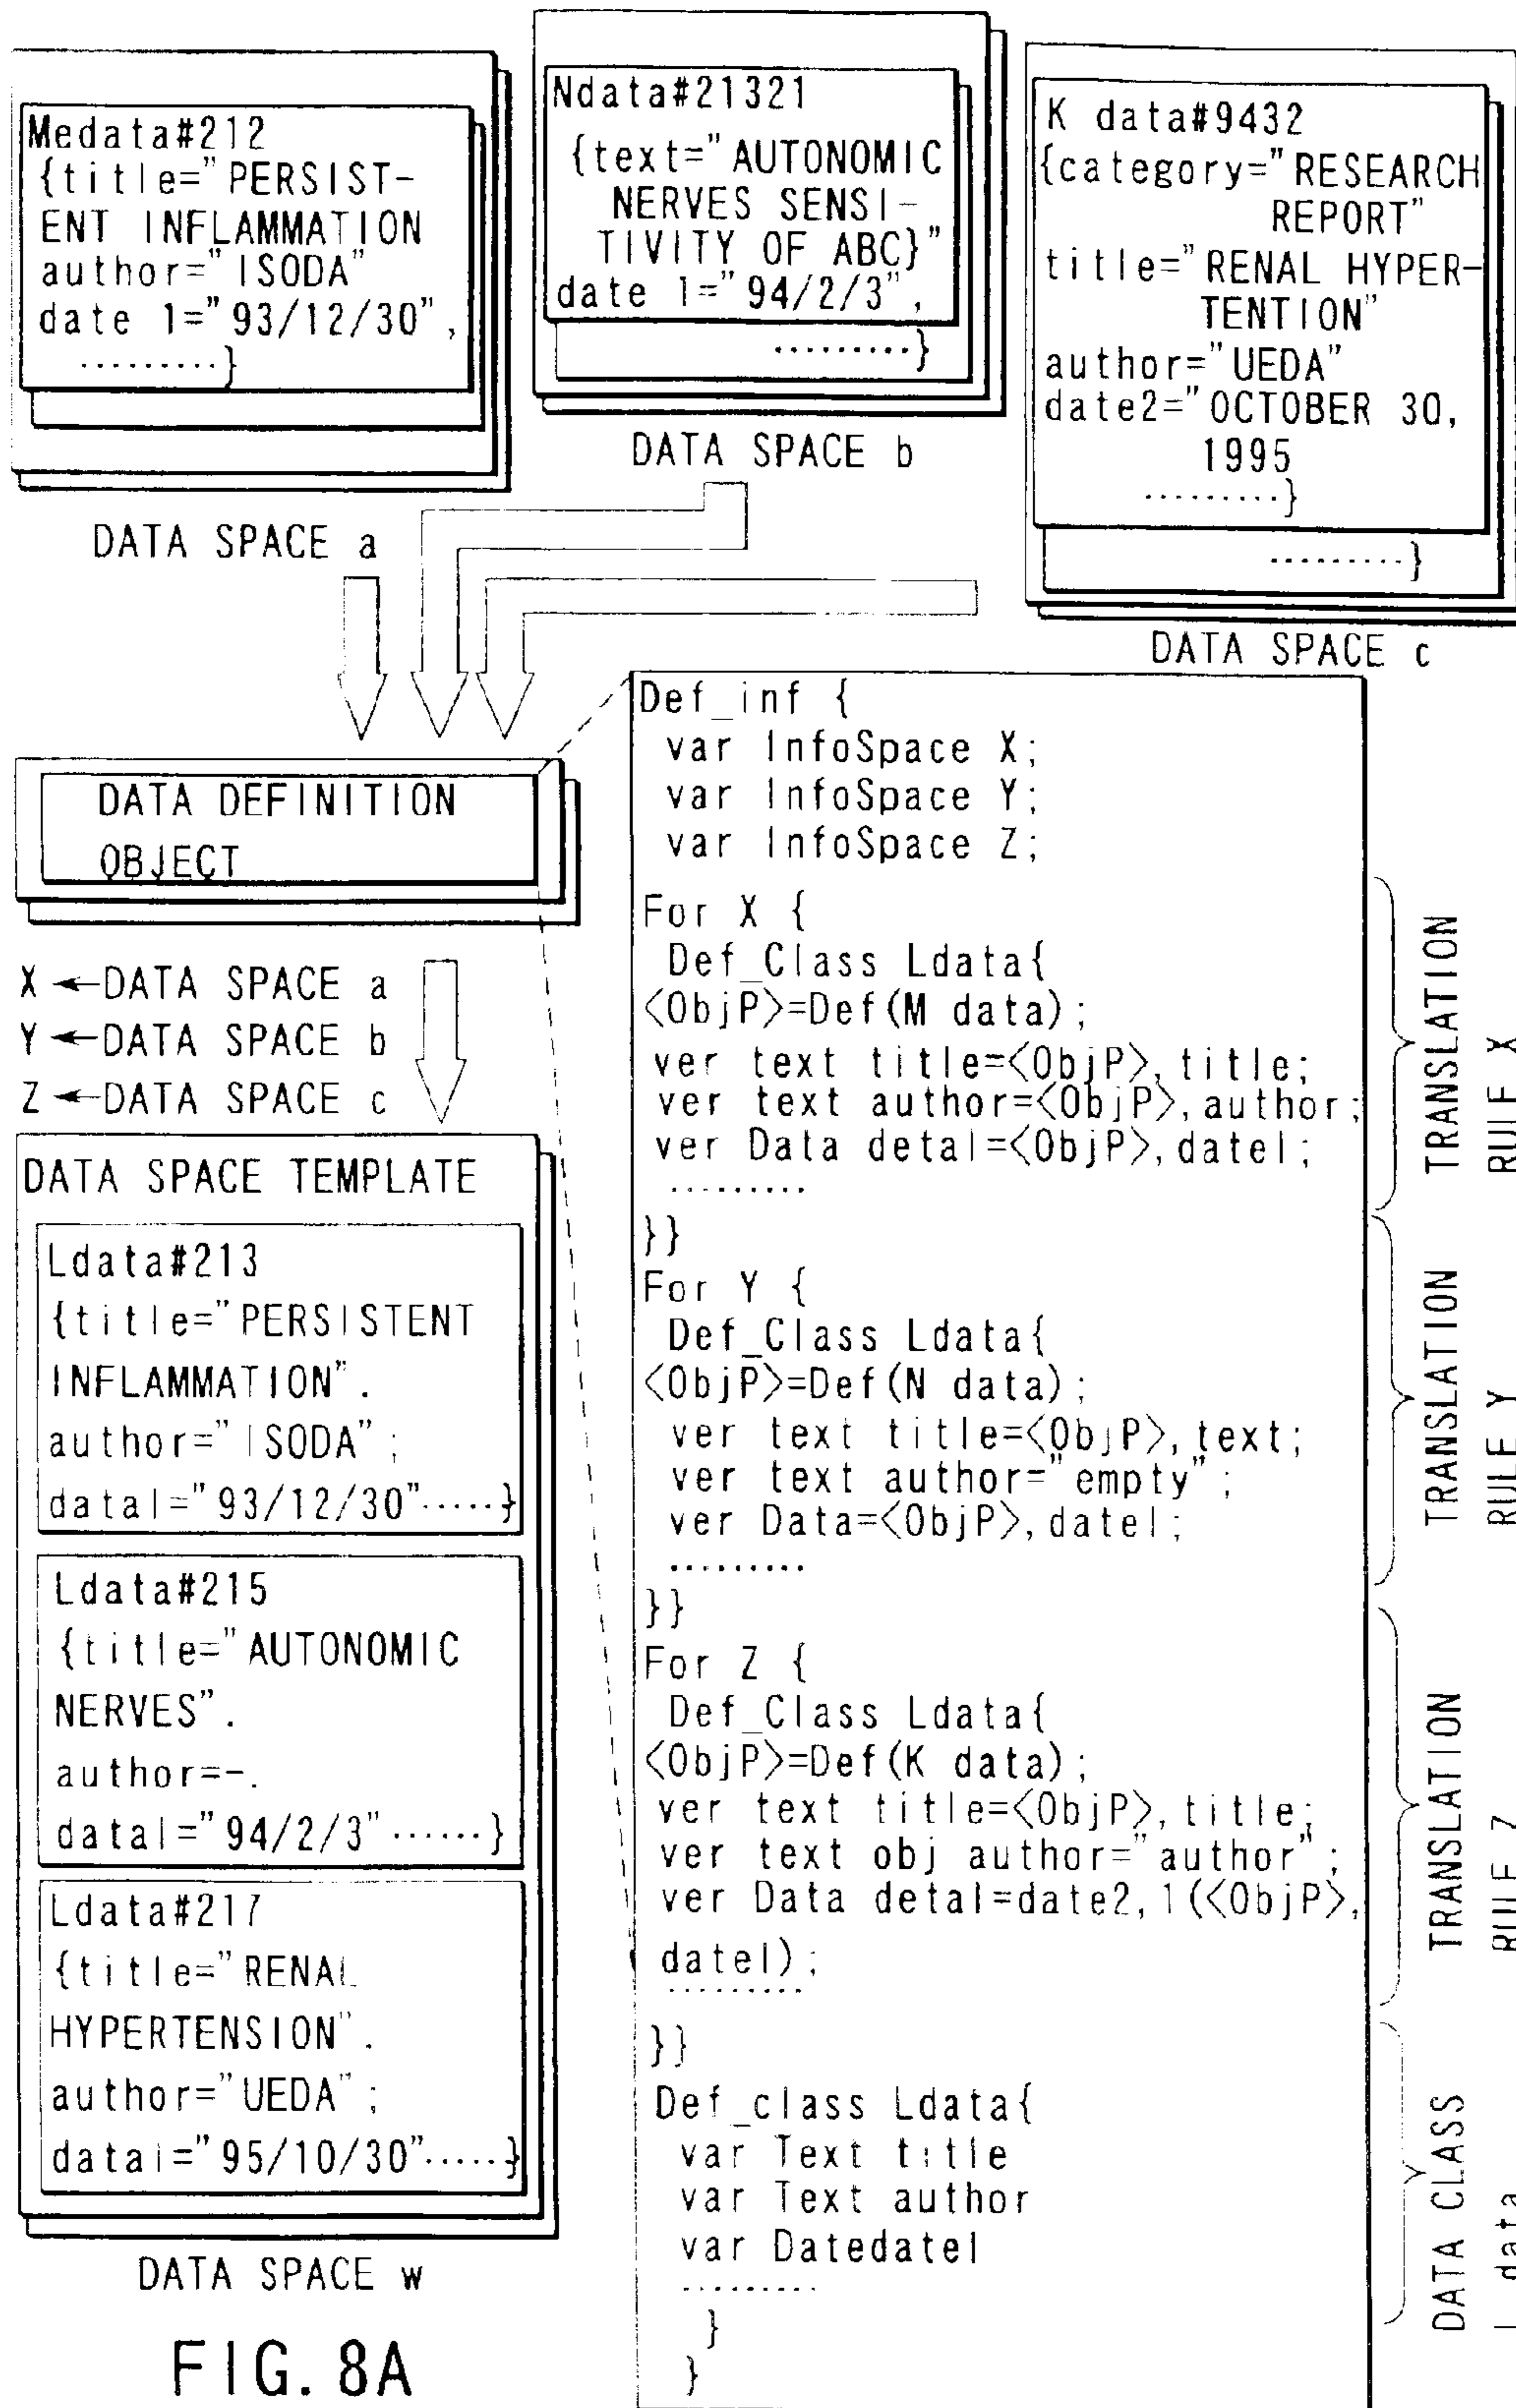 Medata#212
{title="PERSIST-
ENT INFLAMMATION
author="ISODA"
date 1="93/12/30",
.........}
DATA SPACE a
Ndata#21321
{text="AUTONOMIC
NERVES SENSI-
TIVITY OF ABC}"
date 1="94/2/3",
.........}
DATA SPACE b
K data#9432
{category="RESEARCH
REPORT"
title="RENAL HYPER-
TENTION"
author="UEDA"
date2="OCTOBER 30,
1995
.........}
.........}
DATA SPACE c
DATA DEFINITION
OBJECT
X ←DATA SPACE a
Y ←DATA SPACE b
Z ←DATA SPACE c
DATA SPACE TEMPLATE
Ldata#213
{title="PERSISTENT
INFLAMMATION".
author="ISODA";
datal="93/12/30".....}
Ldata#215
{title="AUTONOMIC
NERVES".
author=-.
datal="94/2/3"......}
Ldata#217
{title="RENAL
HYPERTENSION".
author="UEDA";
datal="95/10/30".....}
DATA SPACE w
Def_inf {
var InfoSpace X;
var InfoSpace Y;
var InfoSpace Z;
For X {
Def_Class Ldata{
<ObjP>=Def(M data);
ver text title=<ObjP>,title;
ver text author=<ObjP>,author;
ver Data detal=<ObjP>,datel;
.........
}}
For Y {
Def_Class Ldata{
<ObjP>=Def(N data);
ver text title=<ObjP>,text;
ver text author="empty";
ver Data=<ObjP>,datel;
.........
}}
For Z {
Def_Class Ldata{
<ObjP>=Def(K data);
ver text title=<ObjP>,title;
ver text obj author="author";
ver Data detal=date2,1(<ObjP>,
datel);
.........
}}
Def_class Ldata{
var Text title
var Text author
var Datedatel
.........
}
}
TRANSLATION
RULE X
TRANSLATION
RULE Y
TRANSLATION
RULE Z
DATA CLASS
L data
FIG. 8A